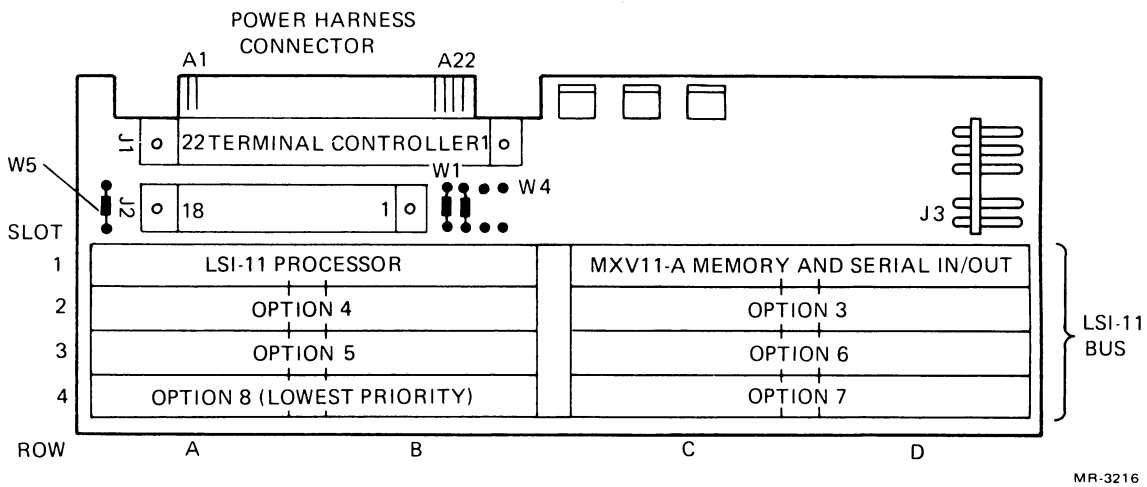 POWER HARNESS
CONNECTOR
A1
A22
J1
22 TERMINAL CONTROLLER 1
W5
W1
W4
J2
18
1
J3
SLOT
1
LSI-11 PROCESSOR
MXV11-A MEMORY AND SERIAL IN/OUT
2
OPTION 4
OPTION 3
3
OPTION 5
OPTION 6
4
OPTION 8 (LOWEST PRIORITY)
OPTION 7
LSI-11
BUS
ROW
A
B
C
D
MR-3216